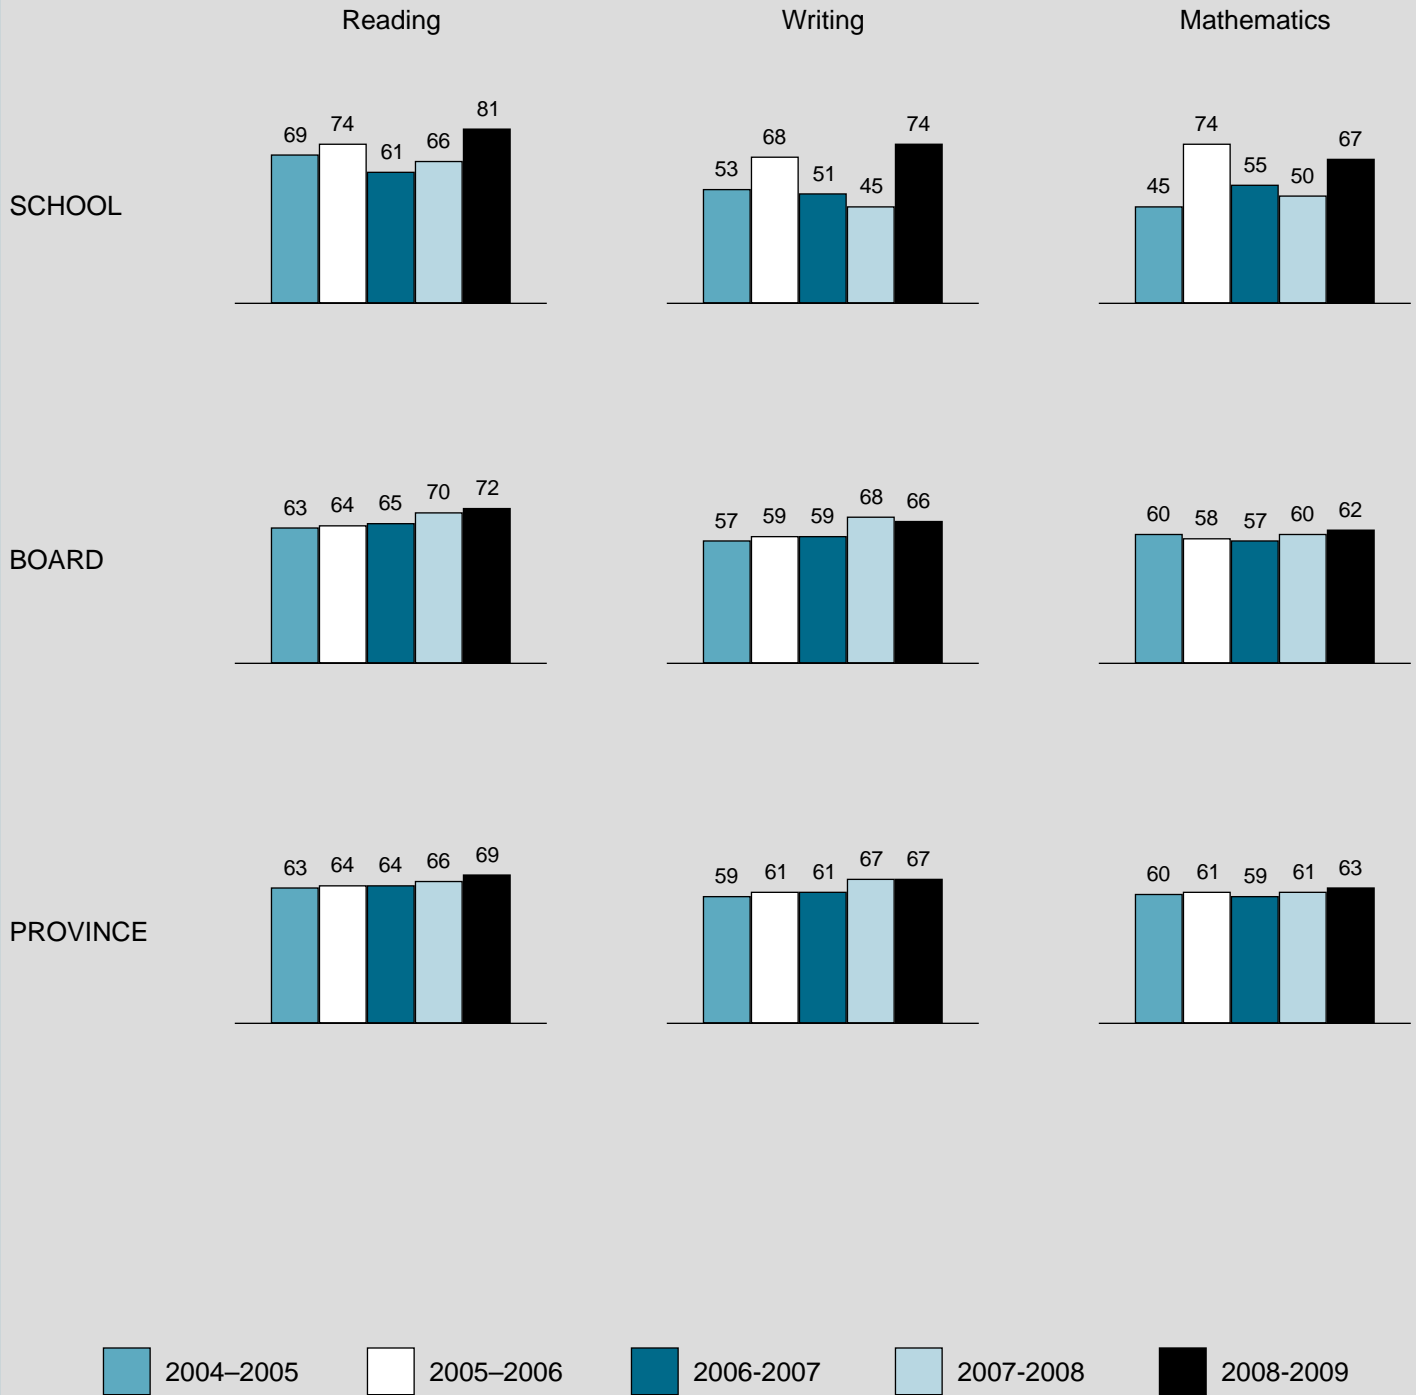 Reading Writing Mathematics
SCHOOL
69 74 61 66 81
53 68 51 45 74
45 74 55 50 67
BOARD
63 64 65 70 72
57 59 59 68 66
60 58 57 60 62
PROVINCE
63 64 64 66 69
59 61 61 67 67
60 61 59 61 63
2004–2005 2005–2006 2006-2007 2007-2008 2008-2009